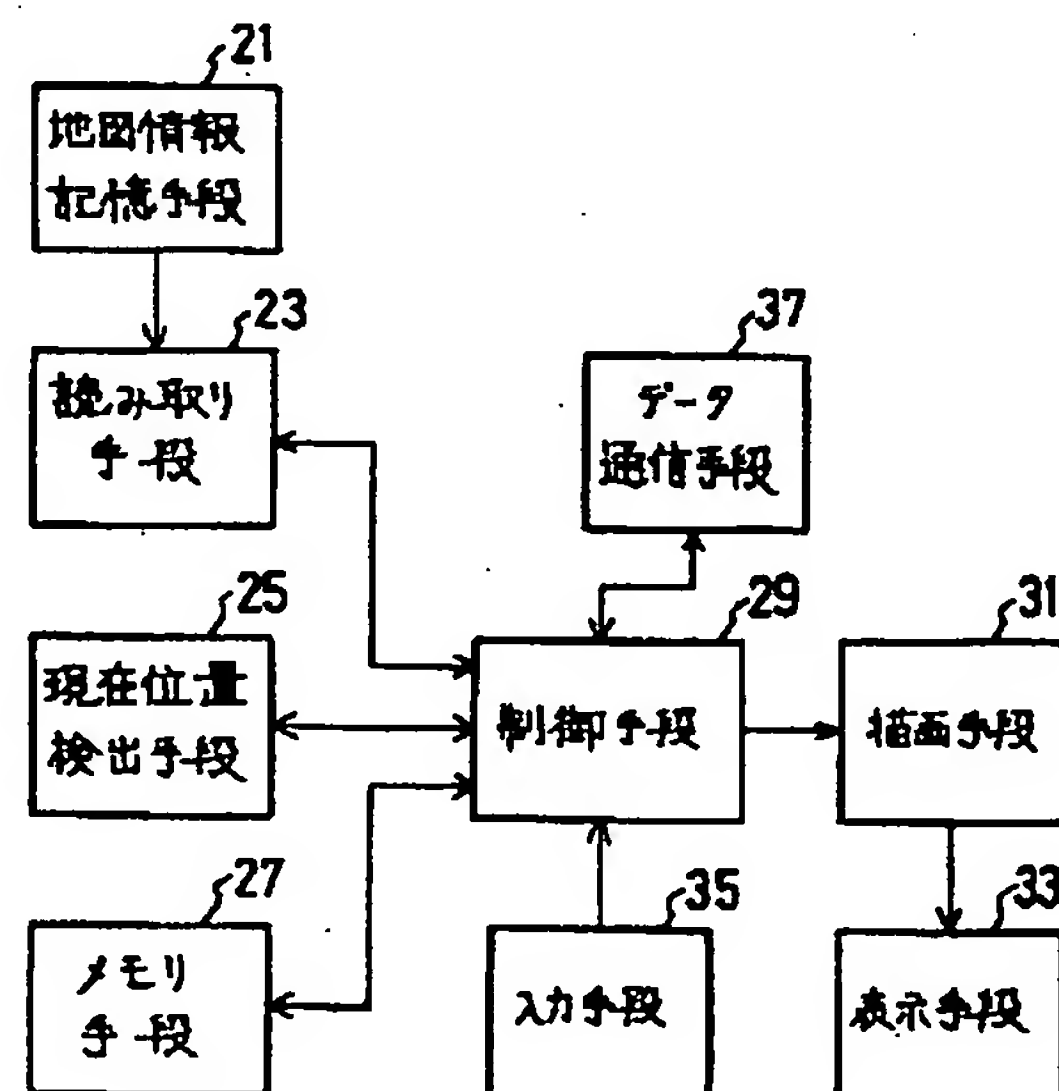 21
地図情報
記憶手段
23
読み取り
手段
37
データ
通信手段
25
現在位置
検出手段
29
制御手段
31
描画手段
27
メモリ
手段
35
入力手段
33
表示手段